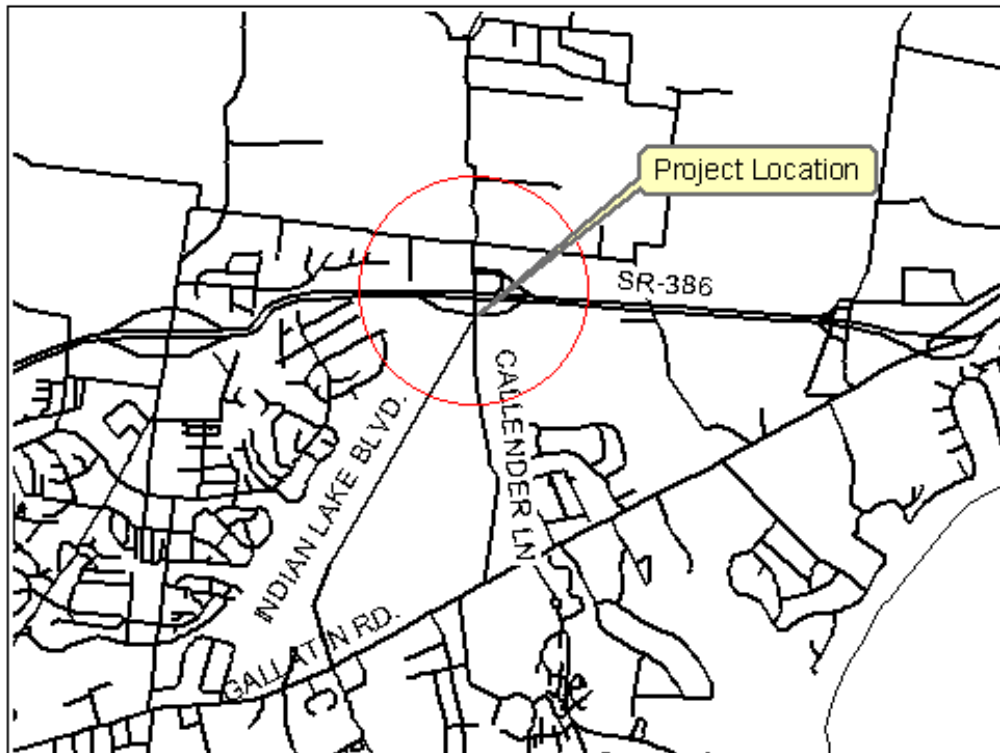 Project Location
SR-386
CALLENDER LN
INDIAN LAKE BLVD.
GALLATIN RD.